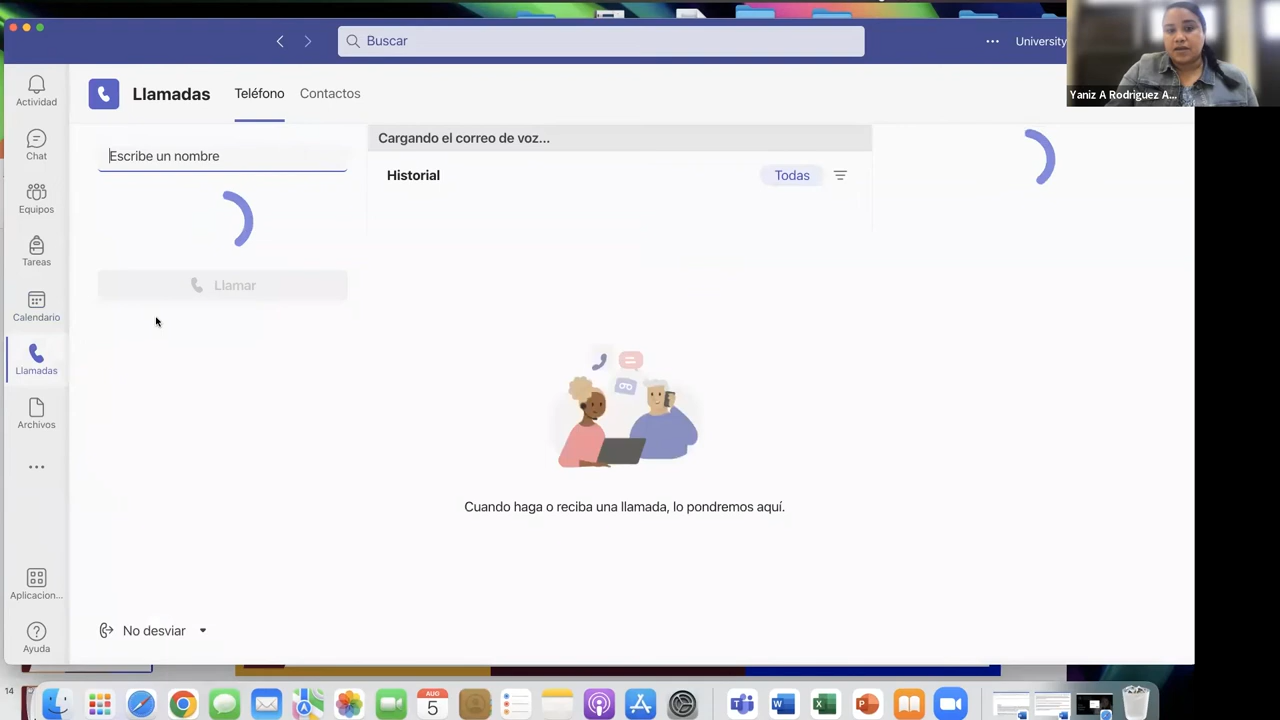 Buscar
University
Yaniz A Rodriguez A...
Actividad
Chat
Equipos
Tareas
Calendario
Llamadas
Archivos
Aplicacion...
Ayuda
Llamadas
Teléfono
Contactos
Escribe un nombre
Llamar
Cargando el correo de voz...
Historial
Todas
Cuando haga o reciba una llamada, lo pondremos aquí.
No desviar
14
AUG
5